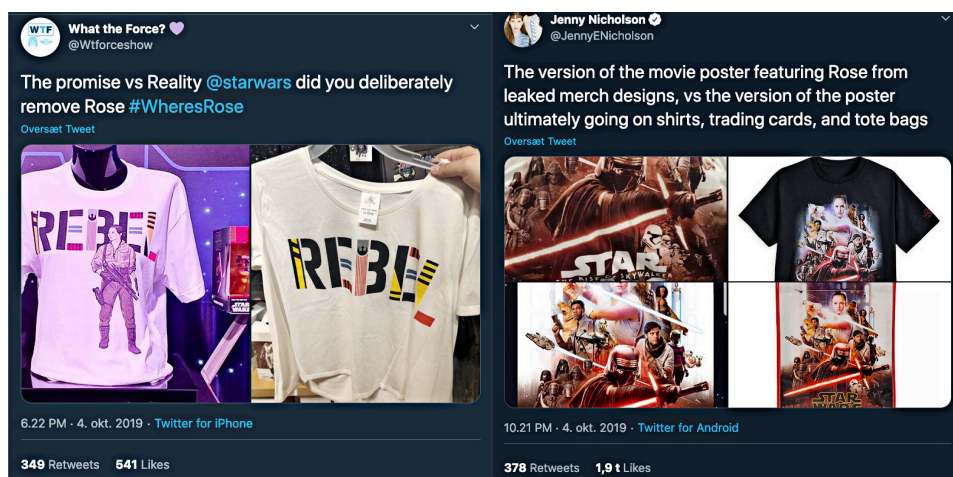 WTF
What the Force? 💜
@Wtforceshow
The promise vs Reality @starwars did you deliberately
remove Rose #WheresRose
Oversæt Tweet
REBEL
STAR
WARS
REBEL
6.22 PM · 4. okt. 2019 · Twitter for iPhone
349 Retweets 541 Likes
Jenny Nicholson
@JennyENicholson
The version of the movie poster featuring Rose from
leaked merch designs, vs the version of the poster
ultimately going on shirts, trading cards, and tote bags
Oversæt Tweet
STAR
SKYWALKER
STAR
WARS
10.21 PM · 4. okt. 2019 · Twitter for Android
378 Retweets 1,9 t Likes